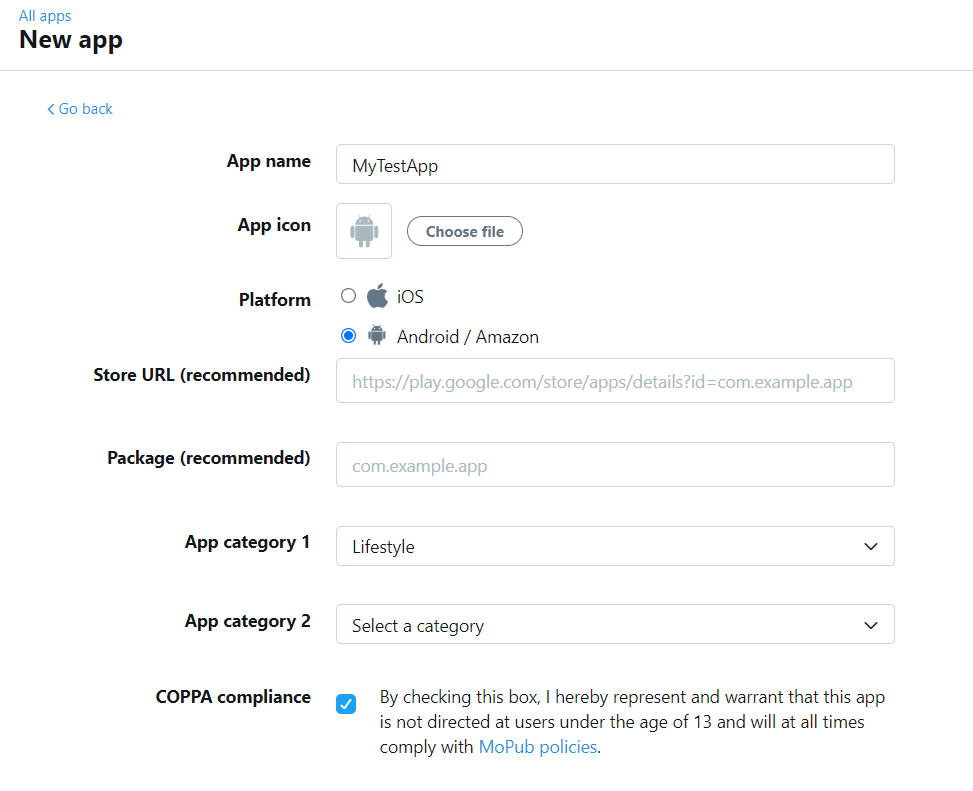 All apps
New app
Go back
App name
MyTestApp
App icon
Choose file
Platform
iOS
Android / Amazon
Store URL (recommended)
https://play.google.com/store/apps/details?id=com.example.app
Package (recommended)
com.example.app
App category 1
Lifestyle
App category 2
Select a category
COPPA compliance
By checking this box, I hereby represent and warrant that this app
is not directed at users under the age of 13 and will at all times
comply with MoPub policies.